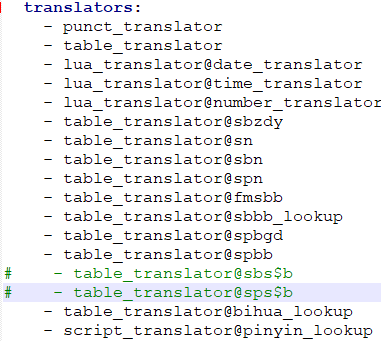 translators:
- punct_translator
- table_translator
- lua_translator@date_translator
- lua_translator@time_translator
- lua_translator@number_translator
- table_translator@sbzdy
- table_translator@sn
- table_translator@sbn
- table_translator@spn
- table_translator@fmsbb
- table_translator@sbbb_lookup
- table_translator@spbgd
- table_translator@spbb
# - table_translator@sbs$b
# - table_translator@sps$b
- table_translator@bihua_lookup
- script_translator@pinyin_lookup